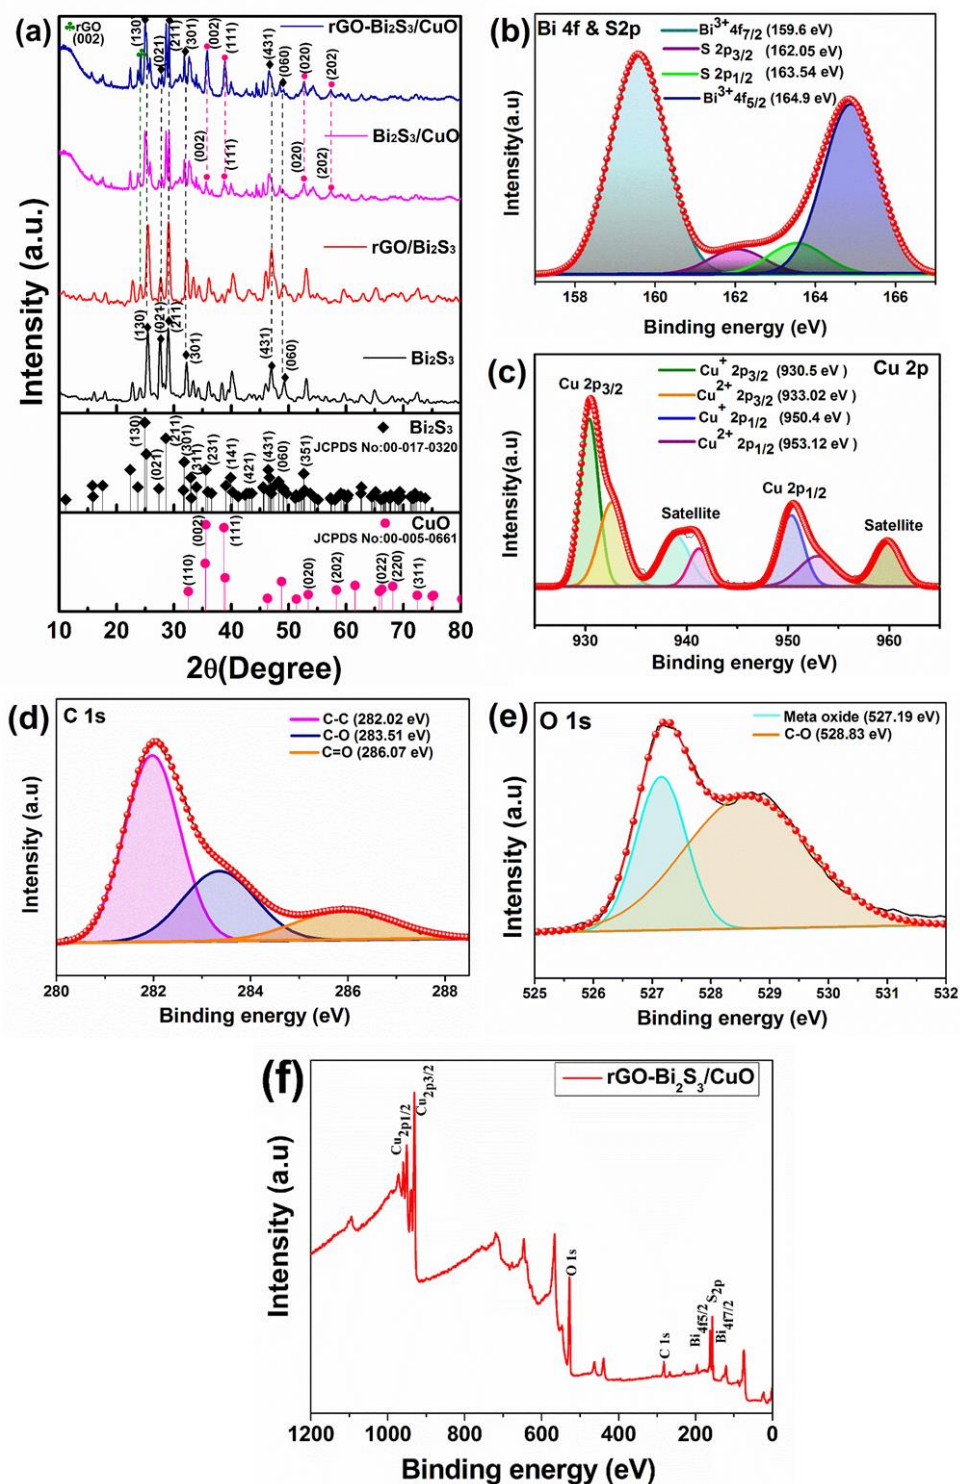 (a)
♣rGO
(002)
(130)
(021)
(211)
(301)
(002)
(111)
rGO-Bi₂S₃/CuO
(431)
(060)
(020)
(202)
Bi₂S₃/CuO
(002)
(111)
(020)
(202)
rGO/Bi₂S₃
(130)
(021)
(211)
(301)
(431)
(060)
Bi₂S₃
Bi₂S₃
JCPDS No:00-017-0320
(130)
(021)
(211)
(301)
(311)
(231)
(141)
(421)
(431)
(060)
(351)
CuO
JCPDS No:00-005-0661
(110)
(002)
(111)
(020)
(202)
(022)
(220)
(311)
10 20 30 40 50 60 70 80
2θ(Degree)
Intensity (a.u.)
(b) Bi 4f & S2p
Bi³⁺4f₇/₂ (159.6 eV)
S 2p₃/₂ (162.05 eV)
S 2p₁/₂ (163.54 eV)
Bi³⁺4f₅/₂ (164.9 eV)
Intensity(a.u)
158 160 162 164 166
Binding energy (eV)
(c)
Cu 2p
Cu⁺ 2p₃/₂ (930.5 eV )
Cu²⁺ 2p₃/₂ (933.02 eV )
Cu⁺ 2p₁/₂ (950.4 eV )
Cu²⁺ 2p₁/₂ (953.12 eV )
Cu 2p₃/₂
Satellite
Cu 2p₁/₂
Satellite
Intensity(a.u)
930 940 950 960
Binding energy (eV)
(d) C 1s
C-C (282.02 eV)
C-O (283.51 eV)
C=O (286.07 eV)
Intensity (a.u)
280 282 284 286 288
Binding energy (eV)
(e) O 1s
Meta oxide (527.19 eV)
C-O (528.83 eV)
Intensity (a.u)
525 526 527 528 529 530 531 532
Binding energy (eV)
(f)
rGO-Bi₂S₃/CuO
Cu₂p₁/₂
Cu₂p₃/₂
O 1s
C 1s
Bi₄f₅/₂
S₂p
Bi₄f₇/₂
Intensity (a.u)
1200 1000 800 600 400 200 0
Binding energy (eV)